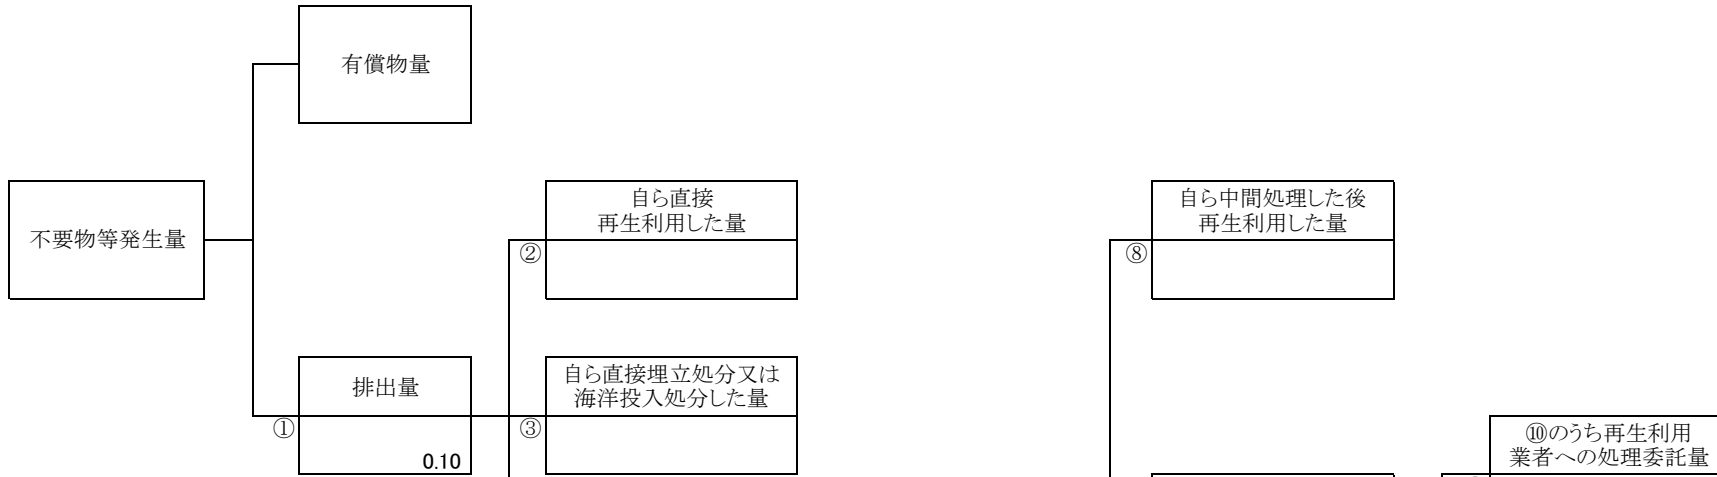 有償物量
不要物等発生量
自ら直接
再生利用した量
②
自ら中間処理した後
再生利用した量
⑧
排出量
①
0.10
自ら直接埋立処分又は
海洋投入処分した量
③
⑩のうち再生利用
業者への処理委託量